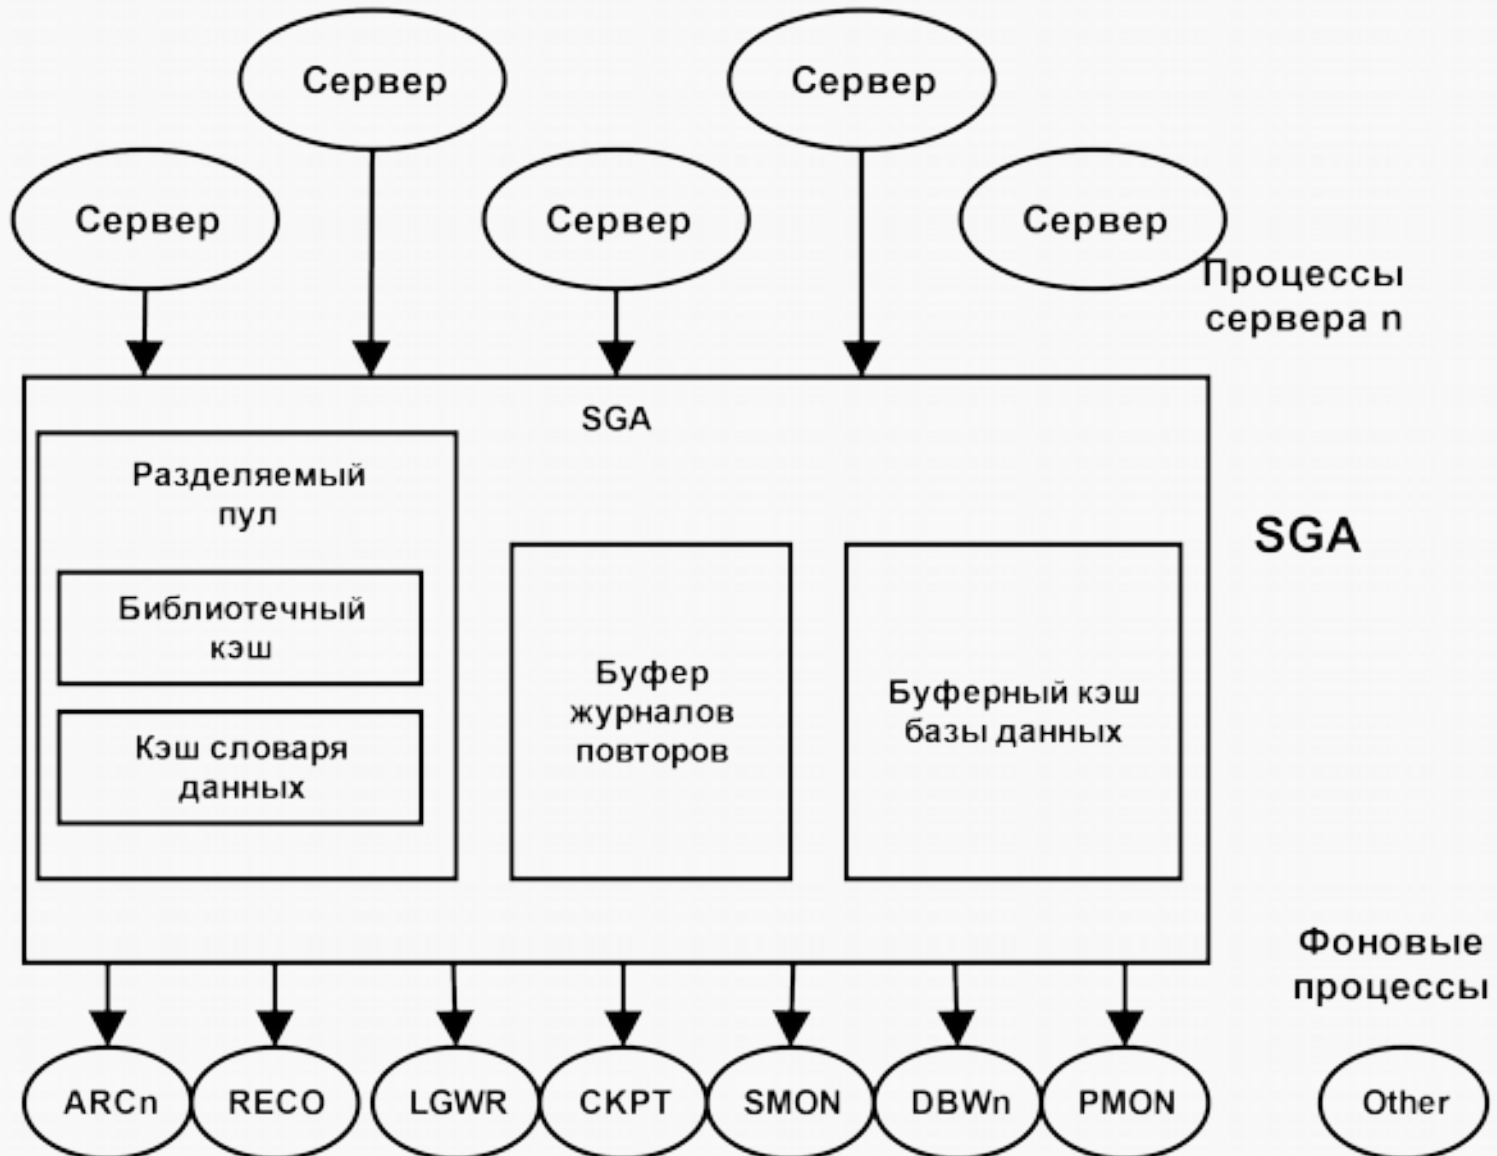 Сервер
Сервер
Сервер
Сервер
Сервер
Процессы
сервера n
SGA
Разделяемый
пул
Библиотечный
кэш
Кэш словаря
данных
Буфер
журналов
повторов
Буферный кэш
базы данных
SGA
Фоновые
процессы
ARCn
RECO
LGWR
CKPT
SMON
DBWn
PMON
Other